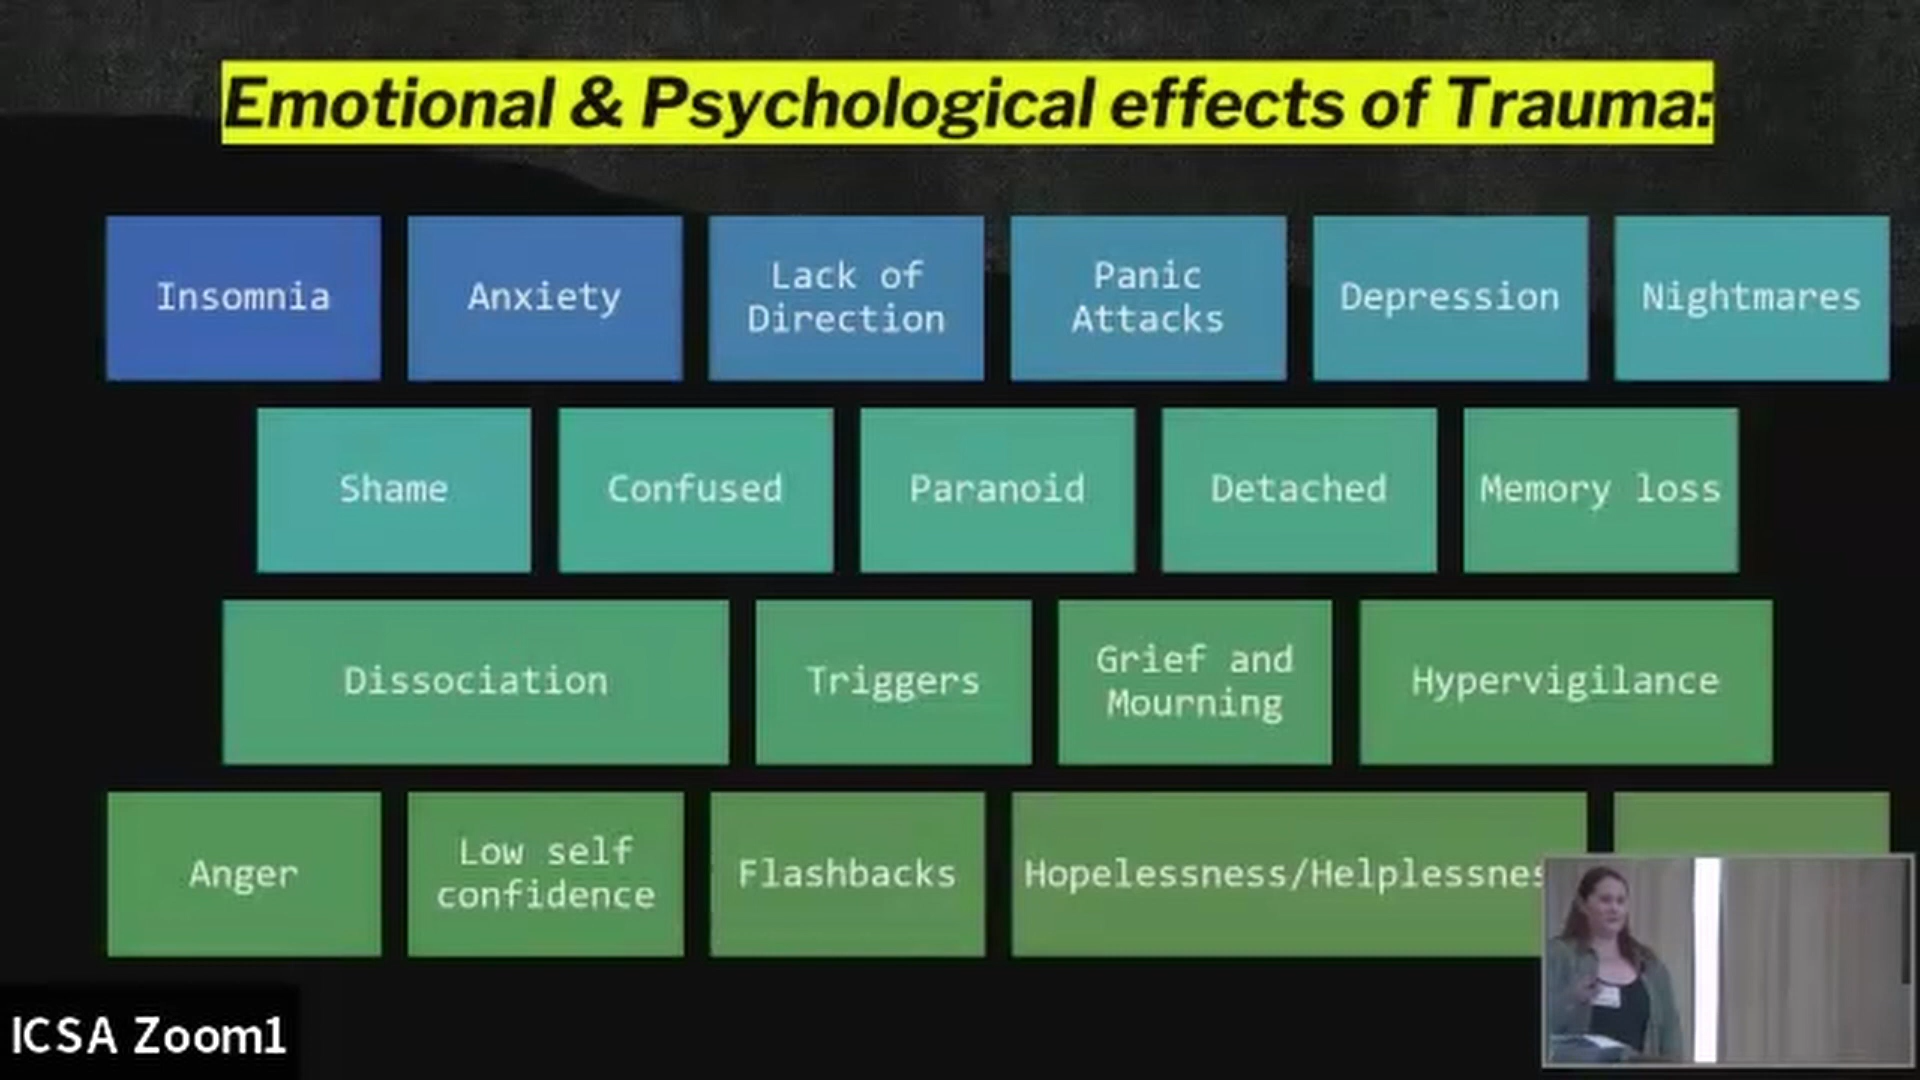 Emotional & Psychological effects of Trauma:
Insomnia
Anxiety
Lack of
Direction
Panic
Attacks
Depression
Nightmares
Shame
Confused
Paranoid
Detached
Memory loss
Dissociation
Triggers
Grief and
Mourning
Hypervigilance
Anger
Low self
confidence
Flashbacks
Hopelessness/Helplessnes
ICSA Zoom1